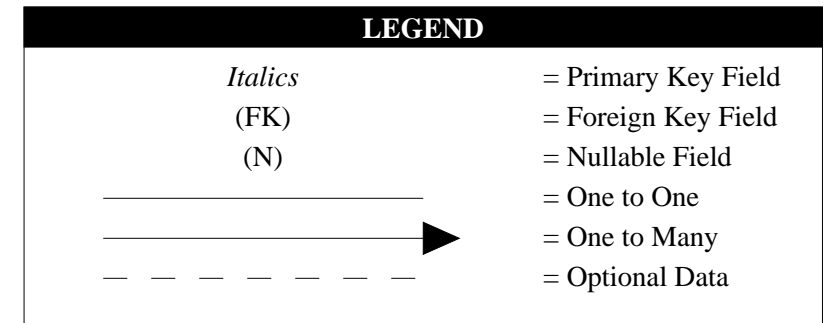 LEGEND
Italics = Primary Key Field
(FK) = Foreign Key Field
(N) = Nullable Field
= One to One
= One to Many
= Optional Data